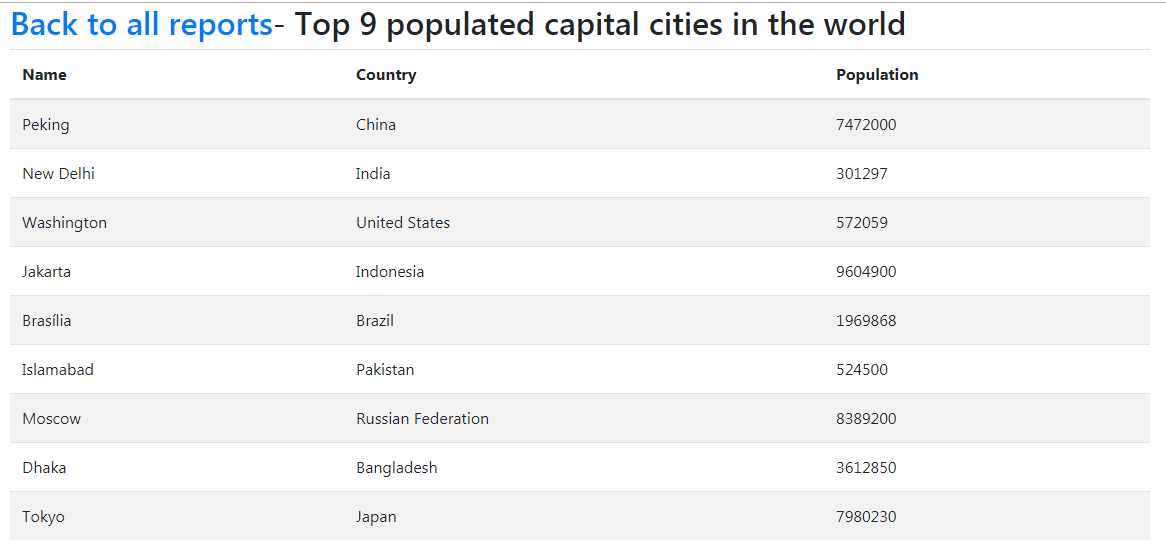 Back to all reports- Top 9 populated capital cities in the world
Name Country Population
Peking China 7472000
New Delhi India 301297
Washington United States 572059
Jakarta Indonesia 9604900
Brasília Brazil 1969868
Islamabad Pakistan 524500
Moscow Russian Federation 8389200
Dhaka Bangladesh 3612850
Tokyo Japan 7980230